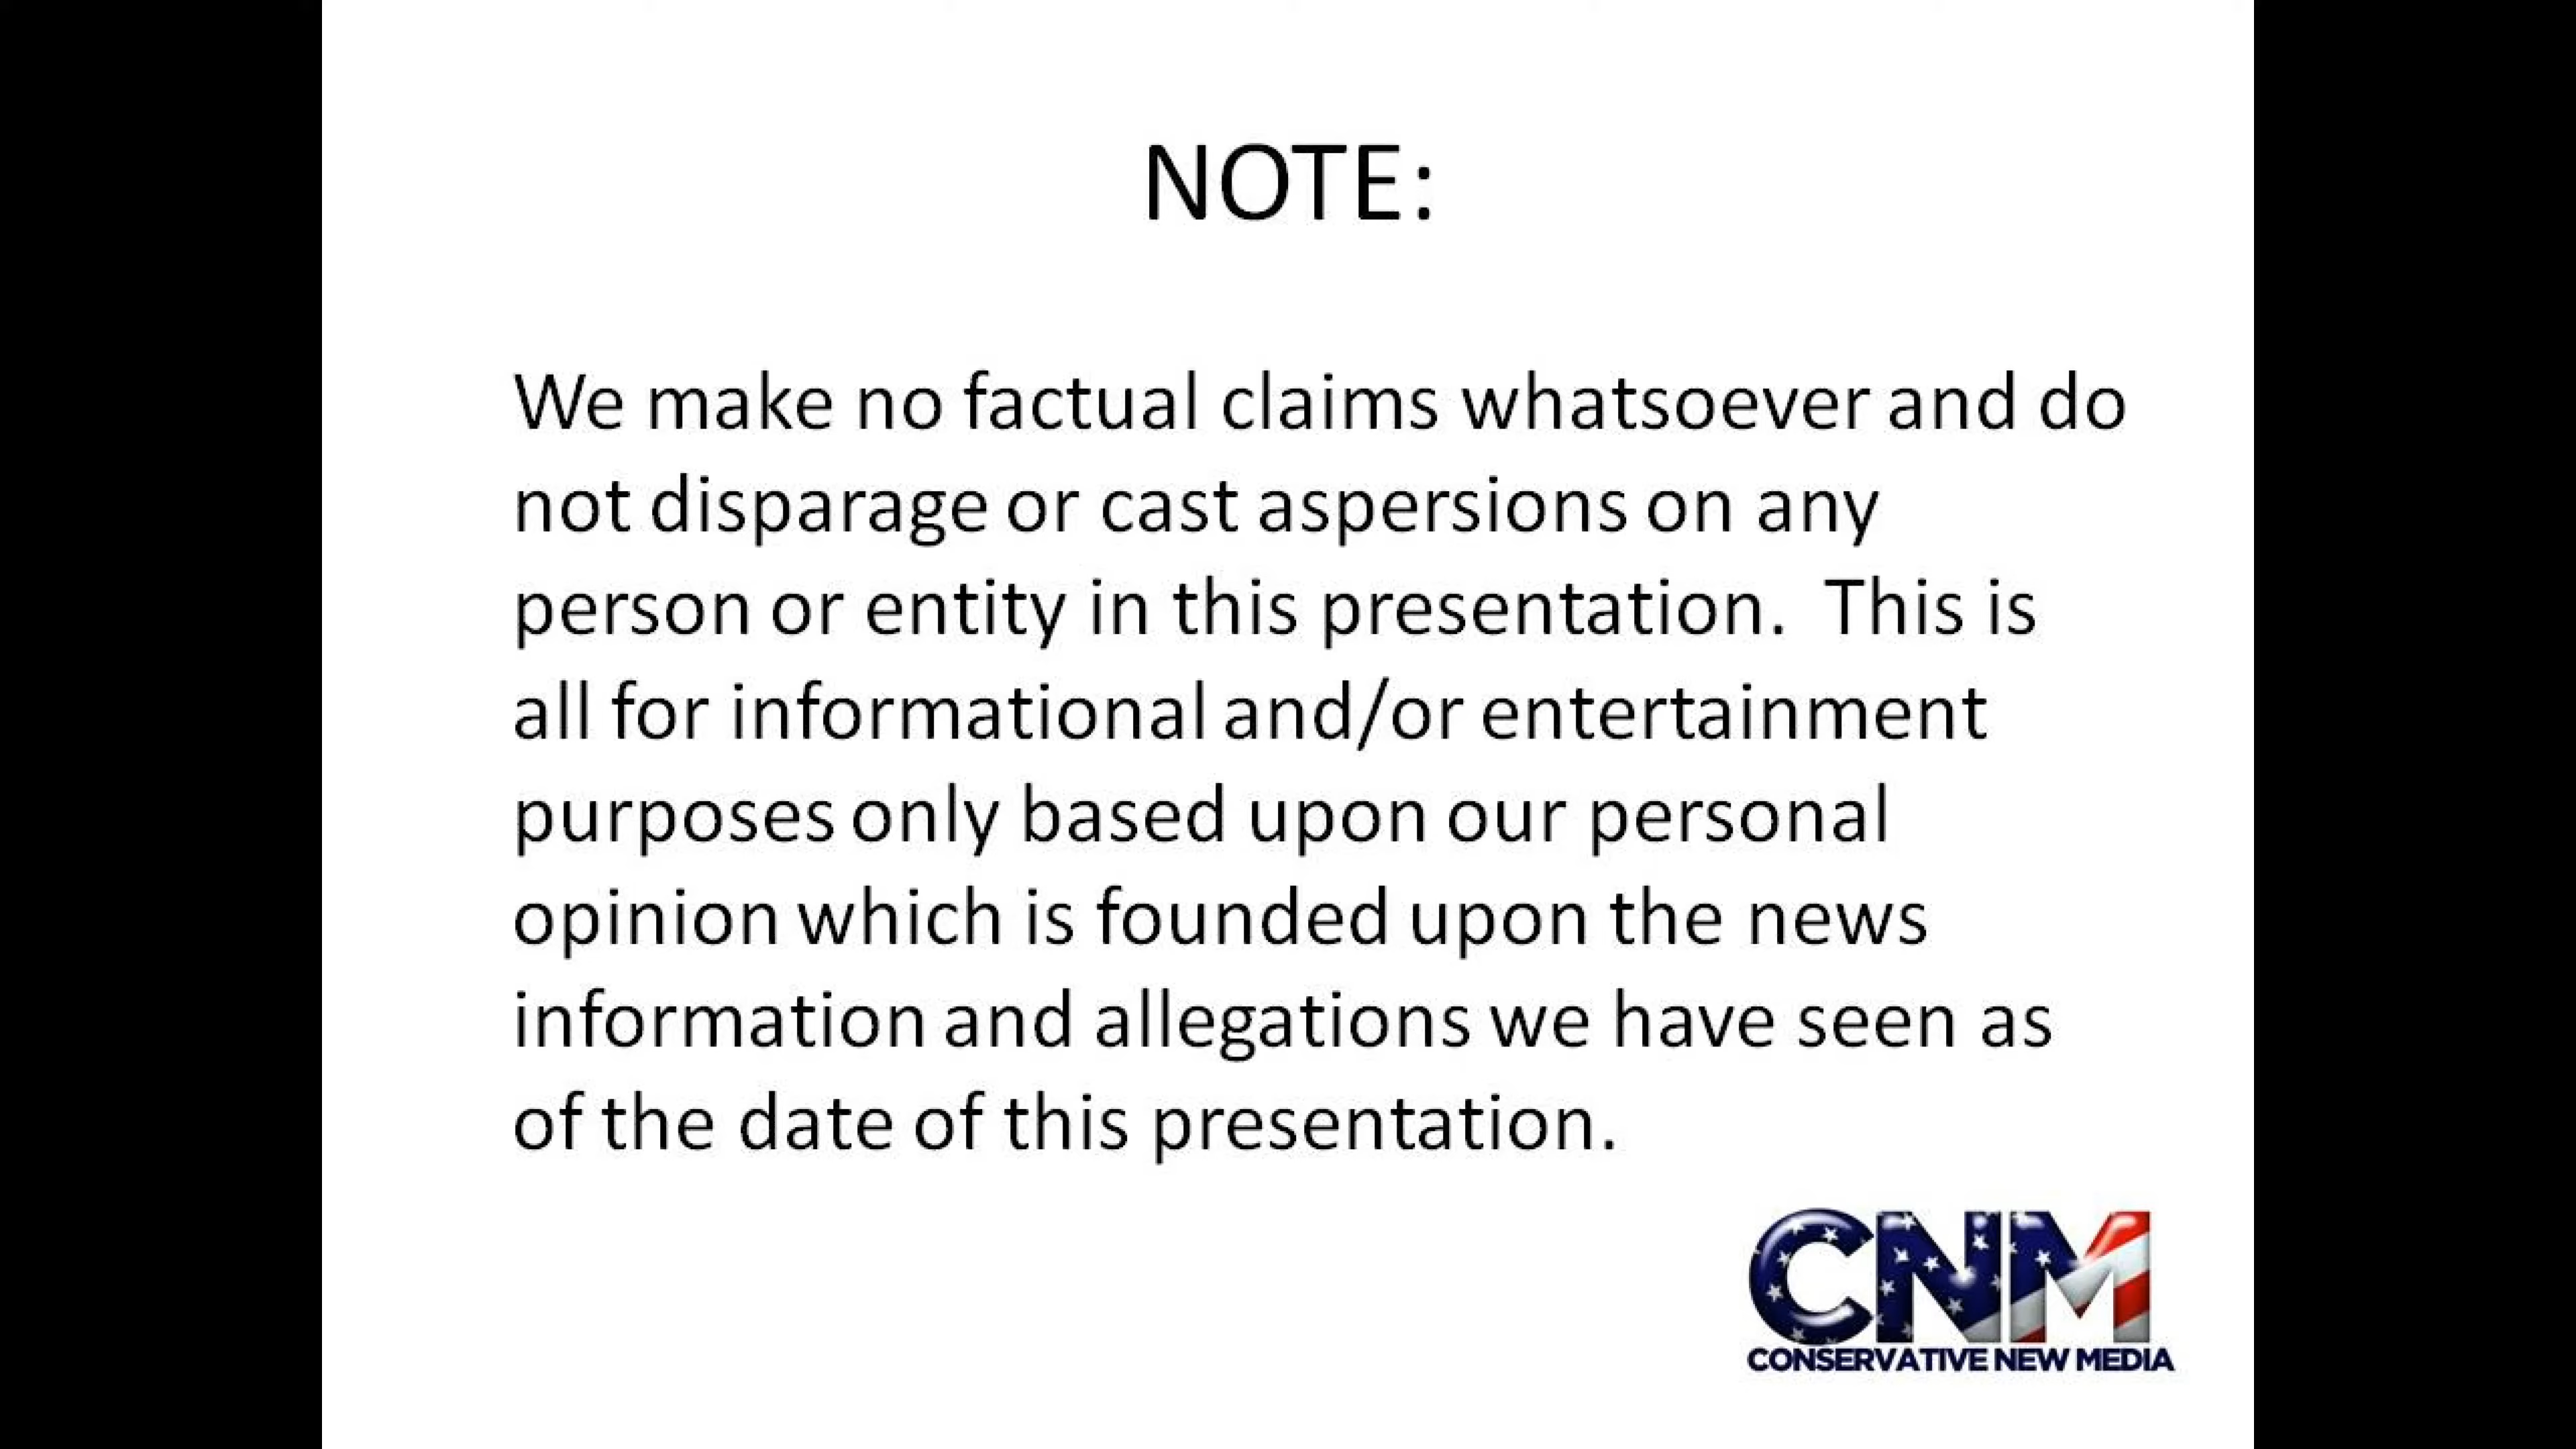 NOTE:
We make no factual claims whatsoever and do
not disparage or cast aspersions on any
person or entity in this presentation.  This is
all for informational and/or entertainment
purposes only based upon our personal
opinion which is founded upon the news
information and allegations we have seen as
of the date of this presentation.
CNM
CONSERVATIVE NEW MEDIA